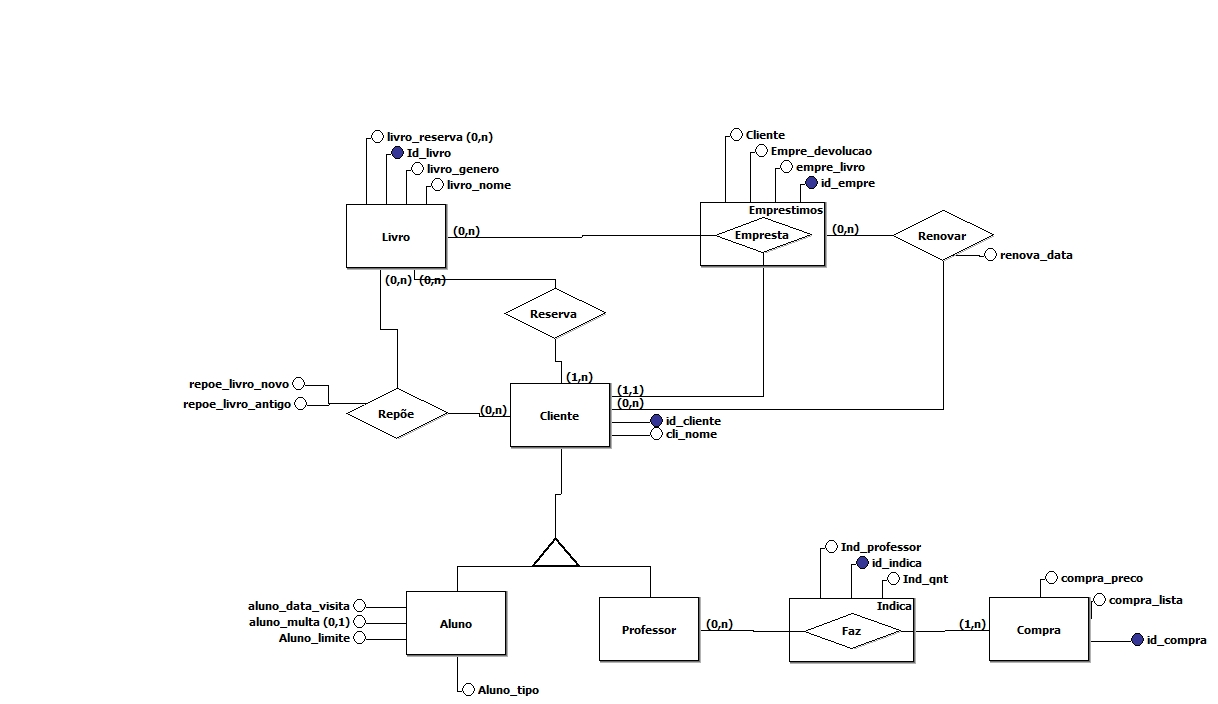 Cliente
livro_reserva (0,n)
Empre_devolucao
Id_livro
empre_livro
livro_genero
id_empre
livro_nome
Emprestimos
Livro
(0,n)
Empresta
(0,n)
Renovar
renova_data
(0,n)
(0,n)
Reserva
(1,n)
repoe_livro_novo
(1,1)
repoe_livro_antigo
(0,n)
Repõe
(0,n)
Cliente
id_cliente
cli_nome
Ind_professor
id_indica
Ind_qnt
compra_preco
compra_lista
aluno_data_visita
Indica
aluno_multa (0,1)
Aluno
Professor
(0,n)
Faz
(1,n)
Compra
Aluno_limite
id_compra
Aluno_tipo